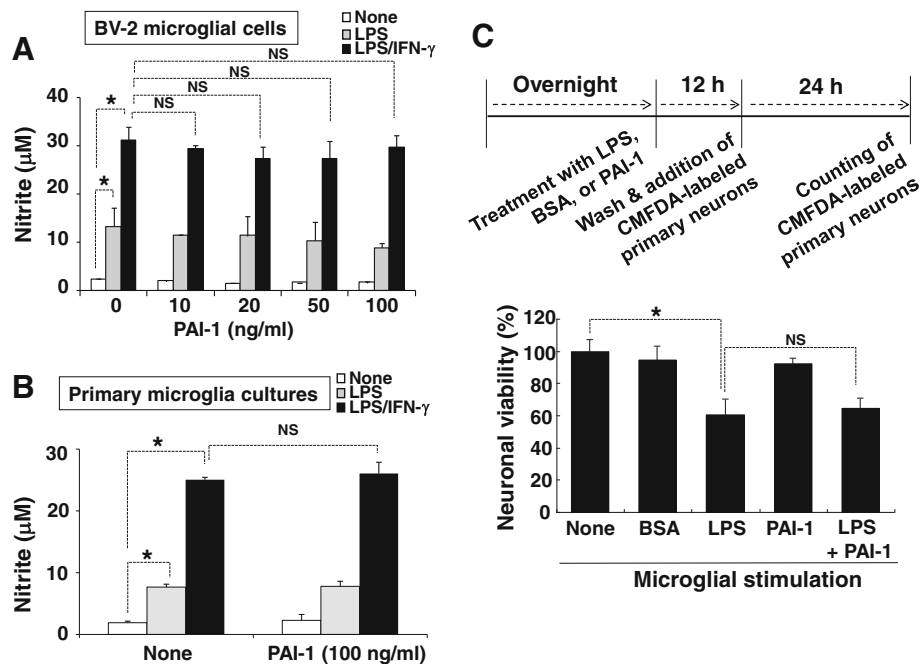 A
BV-2 microglial cells
None
LPS
LPS/IFN-γ
NS
NS
NS
NS
*
*
40
30
20
10
0
Nitrite (μM)
0 10 20 50 100
PAI-1 (ng/ml)
B
Primary microglia cultures
None
LPS
LPS/IFN-γ
NS
*
*
30
20
10
0
Nitrite (μM)
None PAI-1 (100 ng/ml)
C
Overnight 12 h 24 h
Treatment with LPS,
BSA, or PAI-1
Wash & addition of
CMFDA-labeled
primary neurons
Counting of
CMFDA-labeled
primary neurons
*
NS
120
100
80
60
40
20
0
Neuronal viability (%)
None BSA LPS PAI-1 LPS
+ PAI-1
Microglial stimulation